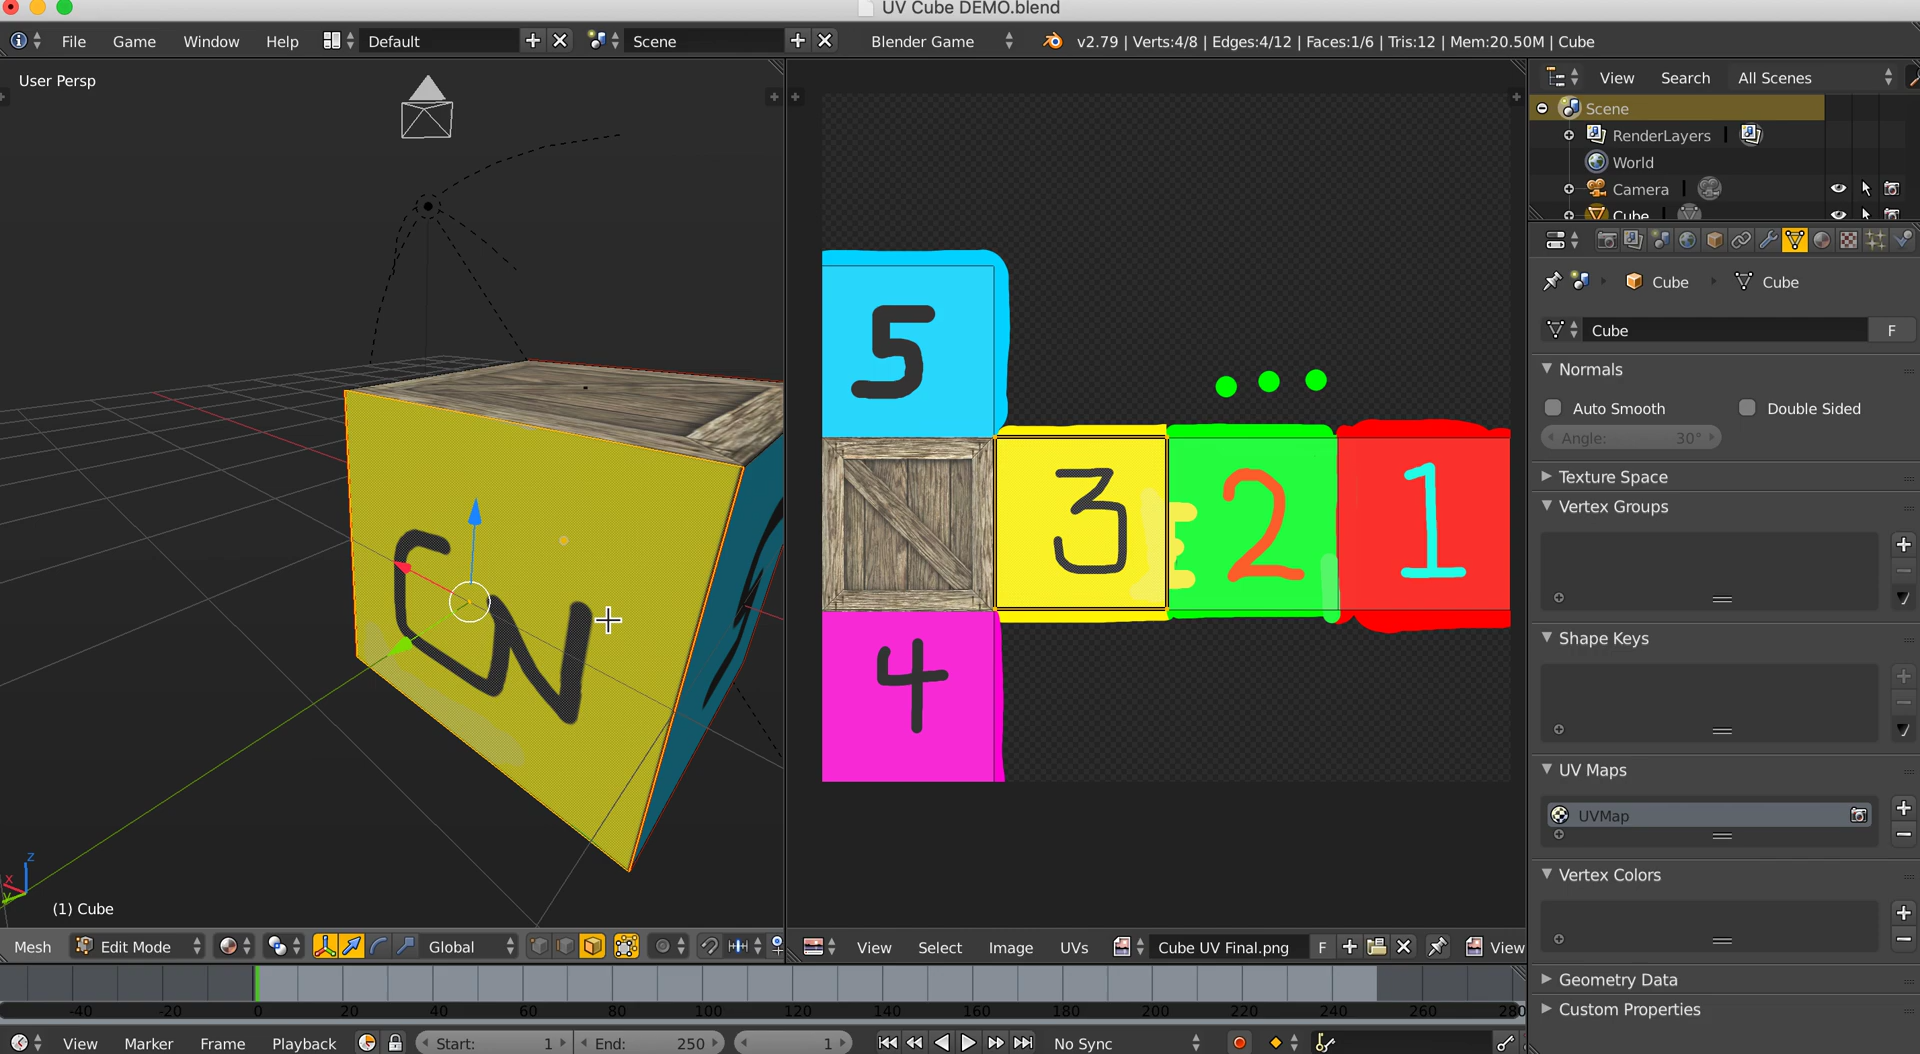 UV Cube DEMO.blend
File Game Window Help Default Scene Blender Game v2.79 | Verts:4/8 | Edges:4/12 | Faces:1/6 | Tris:12 | Mem:20.50M | Cube
User Persp
(1) Cube
Mesh Edit Mode Global
5
3 2 1
4
3
View Select Image UVs Cube UV Final.png F View
View Search All Scenes
Scene
RenderLayers
World
Camera
Cube
Cube Cube
Cube F
Normals
Auto Smooth Double Sided
Angle: 30°
Texture Space
Vertex Groups
Shape Keys
UV Maps
UVMap
Vertex Colors
Geometry Data
Custom Properties
-40 -20 0 20 40 60 80 100 120 140 160 180 200 220 240 260 280
View Marker Frame Playback Start: 1 End: 250 1 No Sync
X
Y
Z